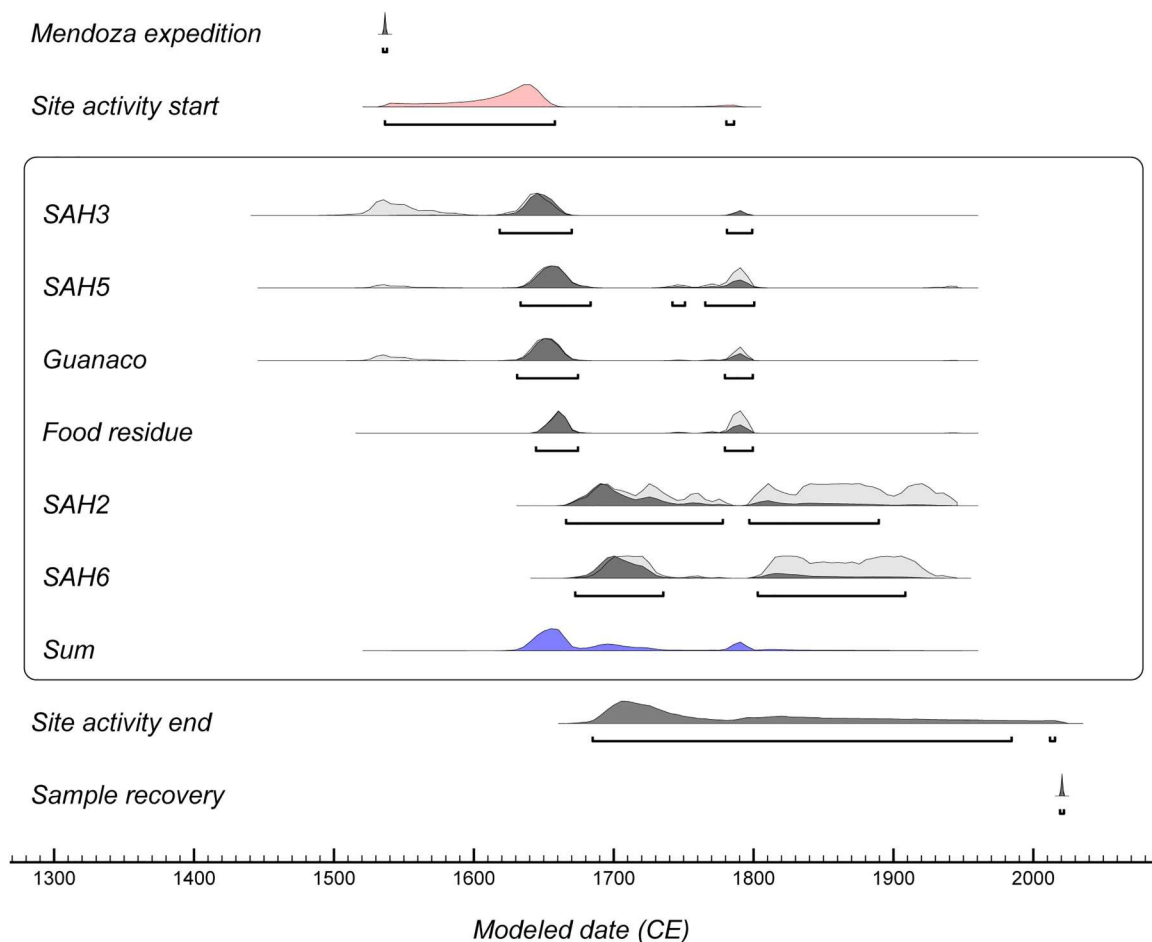 Mendoza expedition
Site activity start
SAH3
SAH5
Guanaco
Food residue
SAH2
SAH6
Sum
Site activity end
Sample recovery
1300 1400 1500 1600 1700 1800 1900 2000
Modeled date (CE)